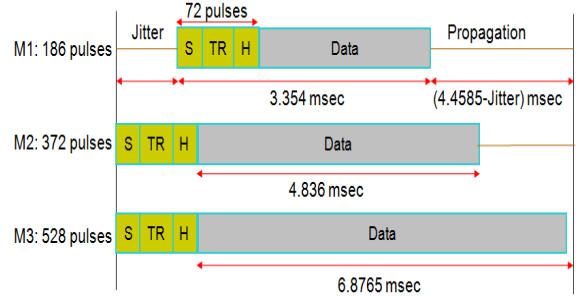 72 pulses
Jitter
Propagation
M1: 186 pulses
S TR H Data
3.354 msec
(4.4585-Jitter) msec
M2: 372 pulses
S TR H Data
4.836 msec
M3: 528 pulses
S TR H Data
6.8765 msec